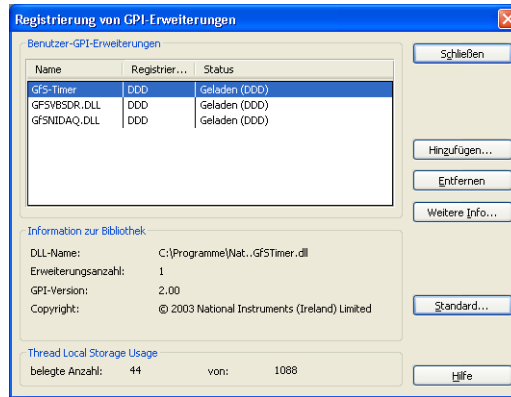 Registrierung von GPI-Erweiterungen
Benutzer-GPI-Erweiterungen
Schließen
Name Registrier... Status
GfS-Timer DDD Geladen (DDD)
GFSVBSDR.DLL DDD Geladen (DDD)
GfSNIDAQ.DLL DDD Geladen (DDD)
Hinzufügen...
Entfernen
Weitere Info...
Information zur Bibliothek
DLL-Name: C:\Programme\Nat..GfSTimer.dll
Erweiterungsanzahl: 1
GPI-Version: 2.00
Copyright: © 2003 National Instruments (Ireland) Limited
Standard...
Thread Local Storage Usage
belegte Anzahl: 44 von: 1088
Hilfe